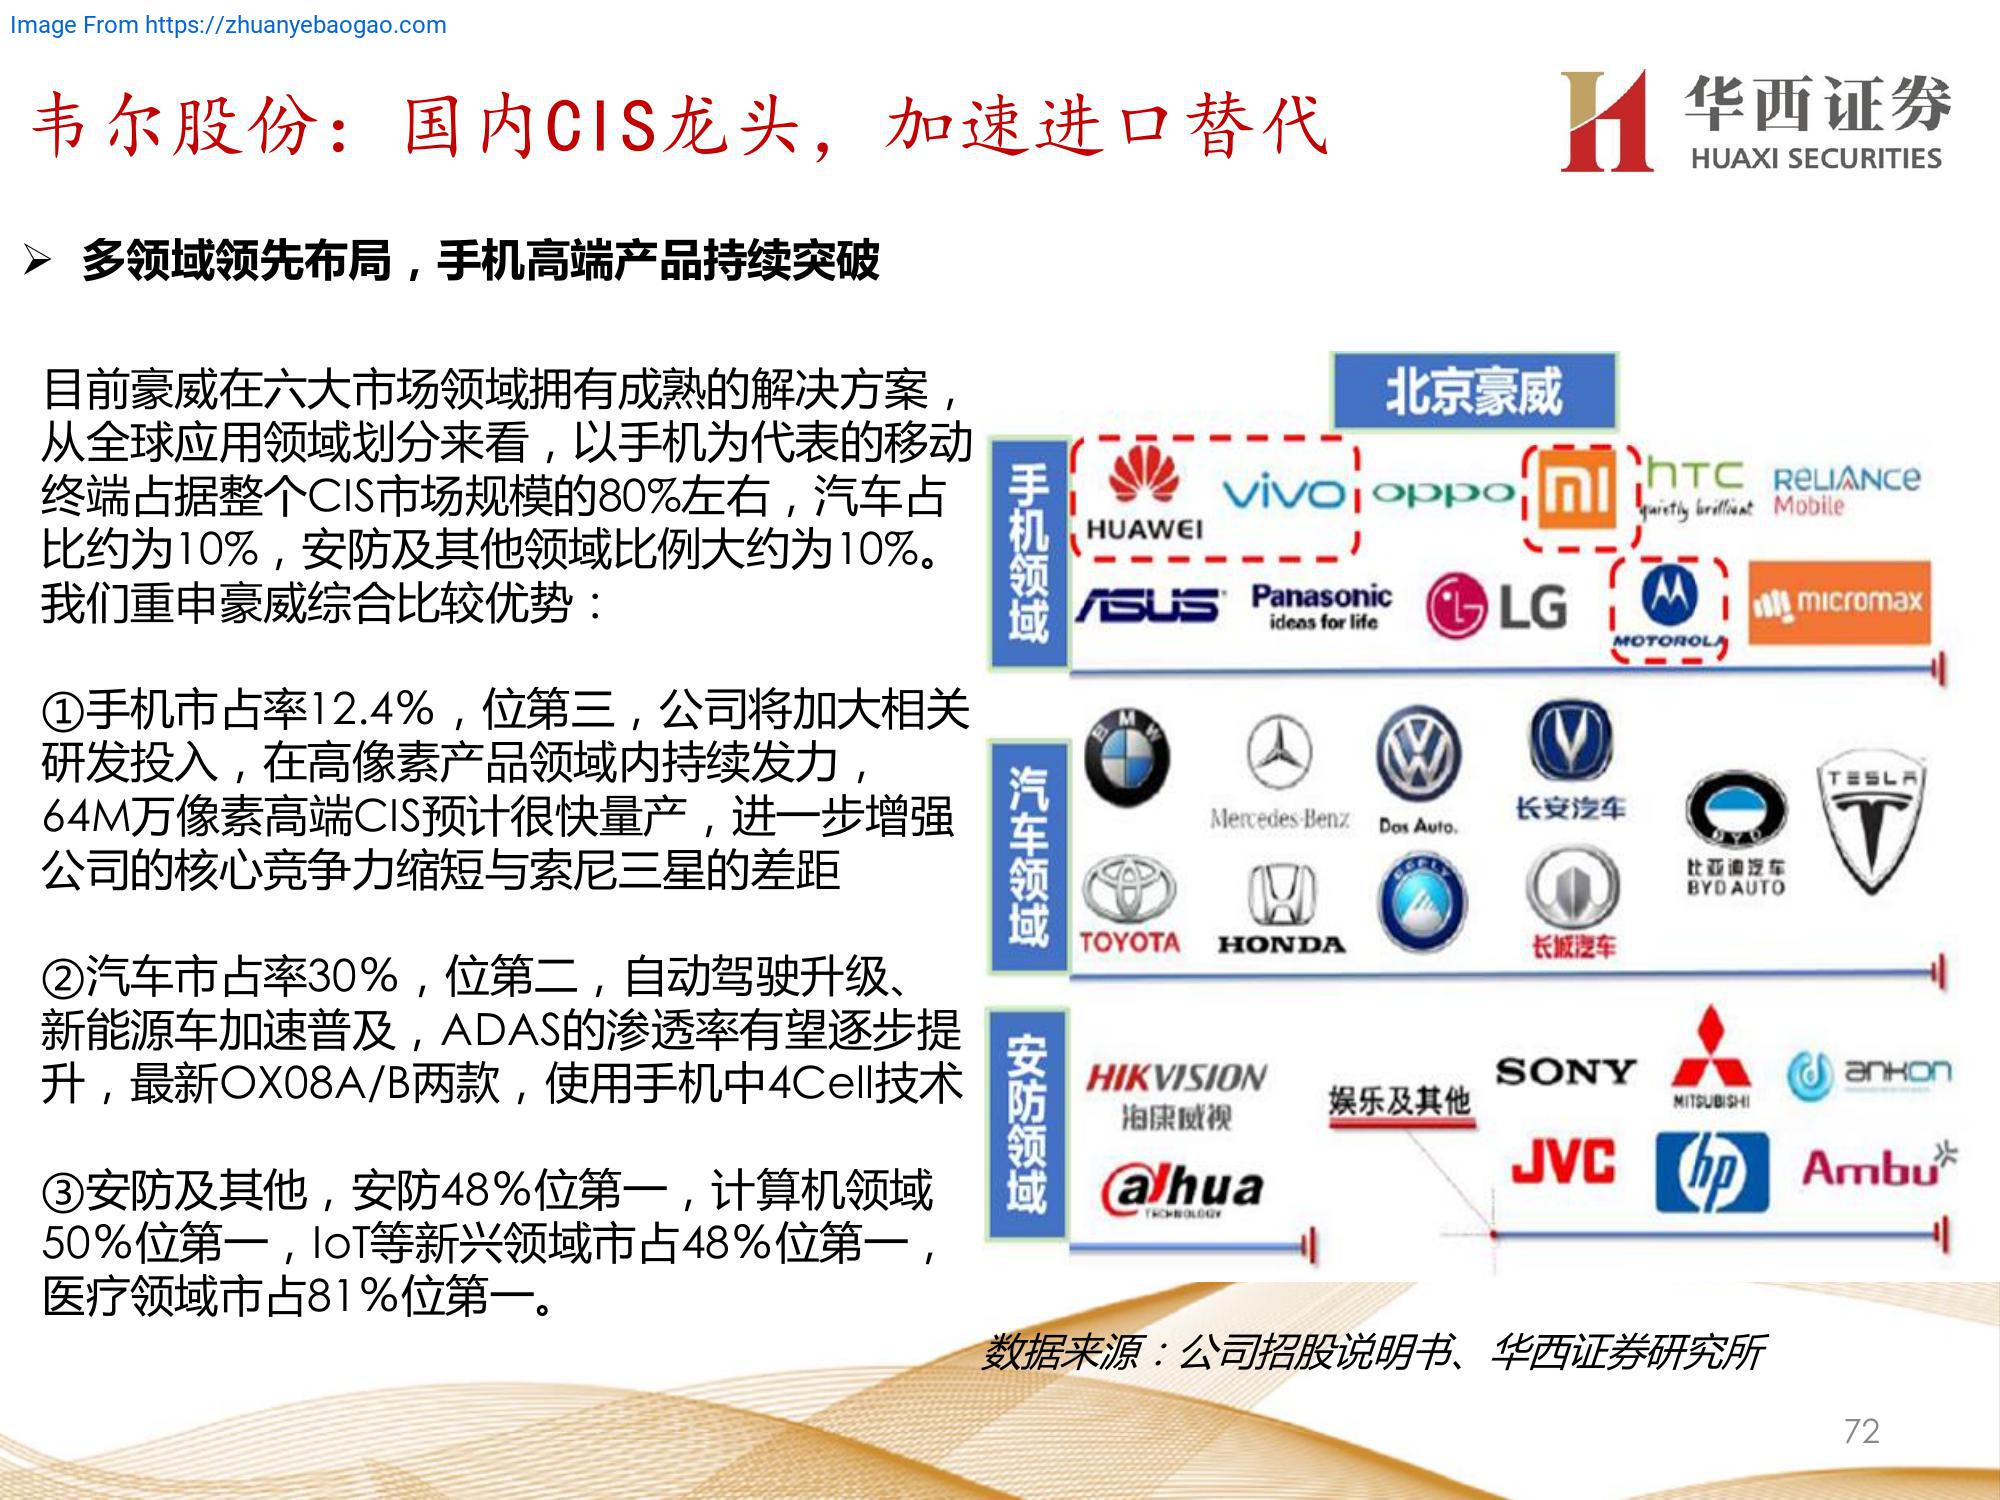 Image From https://zhuanyebaogao.com
韦尔股份：国内CIS龙头，加速进口替代
华西证券
HUAXI SECURITIES
➢ 多领域领先布局，手机高端产品持续突破
目前豪威在六大市场领域拥有成熟的解决方案，
从全球应用领域划分来看，以手机为代表的移动
终端占据整个CIS市场规模的80%左右，汽车占
比约为10%，安防及其他领域比例大约为10%。
我们重申豪威综合比较优势：
①手机市占率12.4%，位第三，公司将加大相关
研发投入，在高像素产品领域内持续发力，
64M万像素高端CIS预计很快量产，进一步增强
公司的核心竞争力缩短与索尼三星的差距
②汽车市占率30%，位第二，自动驾驶升级、
新能源车加速普及，ADAS的渗透率有望逐步提
升，最新OX08A/B两款，使用手机中4Cell技术
③安防及其他，安防48%位第一，计算机领域
50%位第一，IoT等新兴领域市占48%位第一，
医疗领域市占81%位第一。
北京豪威
手机领域
HUAWEI
vivo
oppo
mi
hTC
quietly brilliant
RELIANCE
Mobile
ASUS
Panasonic
ideas for life
LG
MOTOROLA
micromax
汽车领域
BMW
Mercedes-Benz
Das Auto.
长安汽车
BYD
比亚迪汽车
BYD AUTO
TESLA
TOYOTA
HONDA
GEELY
长城汽车
安防领域
HIKVISION
海康威视
alhua
TECHNOLOGY
娱乐及其他
SONY
MITSUBISHI
ankon
JVC
hp
Ambu
数据来源：公司招股说明书、华西证券研究所
72